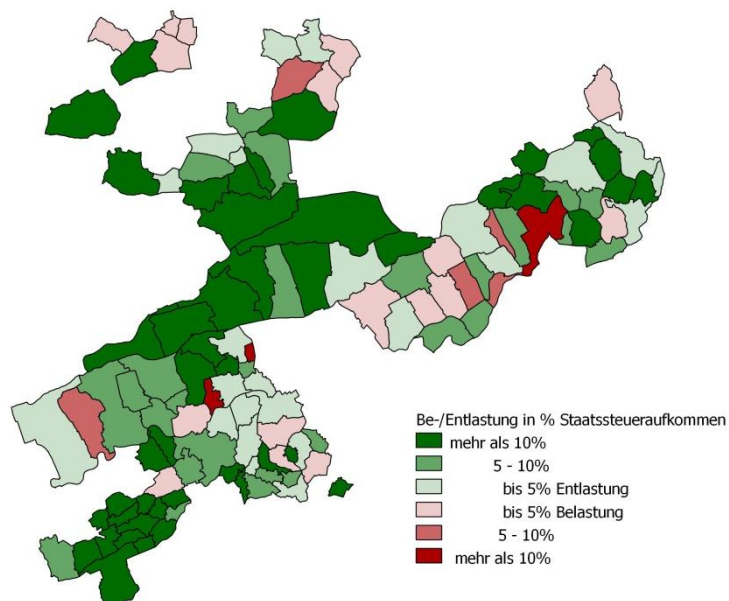 Be-/Entlastung in % Staatssteueraufkommen
mehr als 10%
5 - 10%
bis 5% Entlastung
bis 5% Belastung
5 - 10%
mehr als 10%